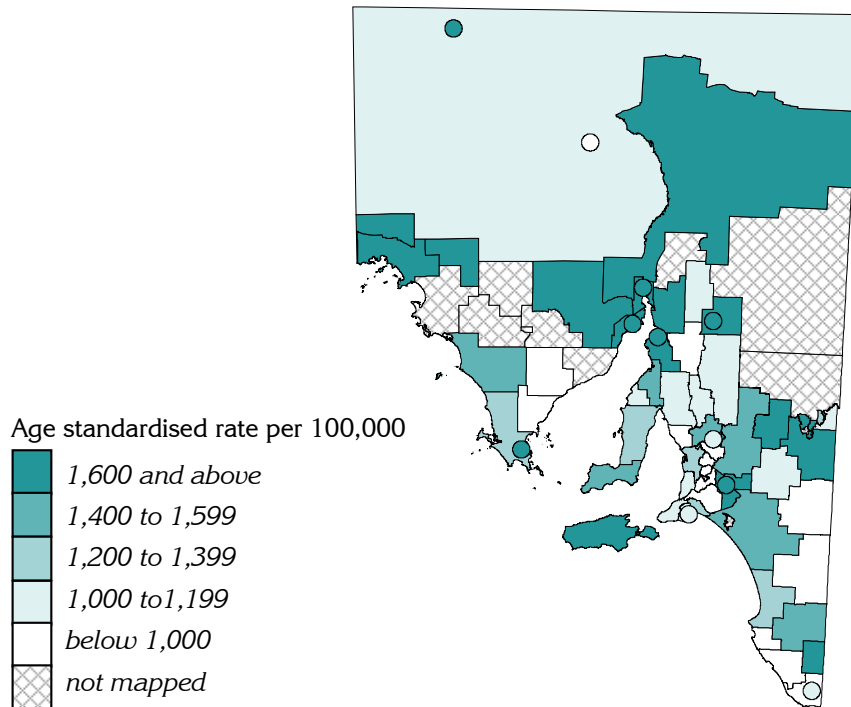 Age standardised rate per 100,000
1,600 and above
1,400 to 1,599
1,200 to 1,399
1,000 to1,199
below 1,000
not mapped